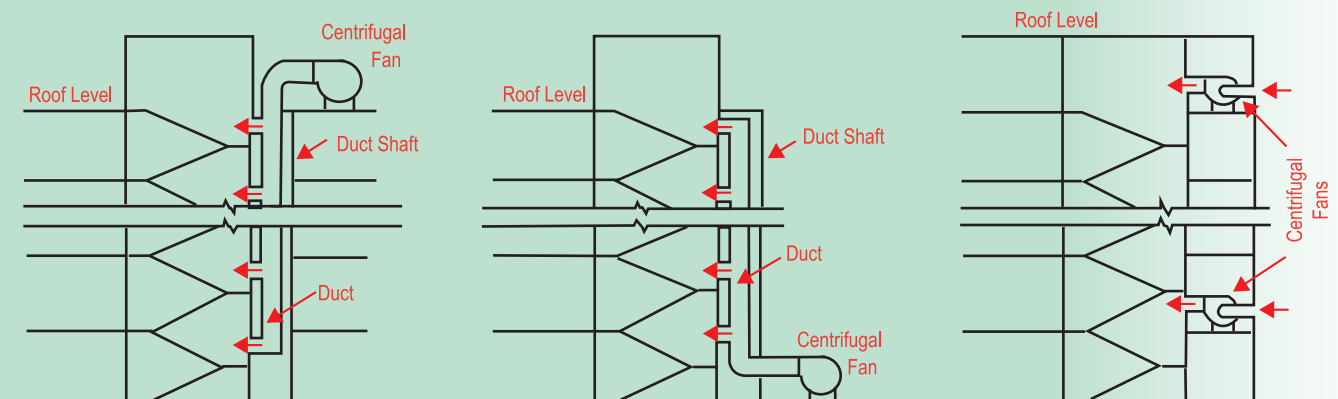 Centrifugal
Fan
Roof Level
Duct Shaft
Duct
Roof Level
Duct Shaft
Duct
Centrifugal
Fan
Roof Level
Centrifugal
Fans